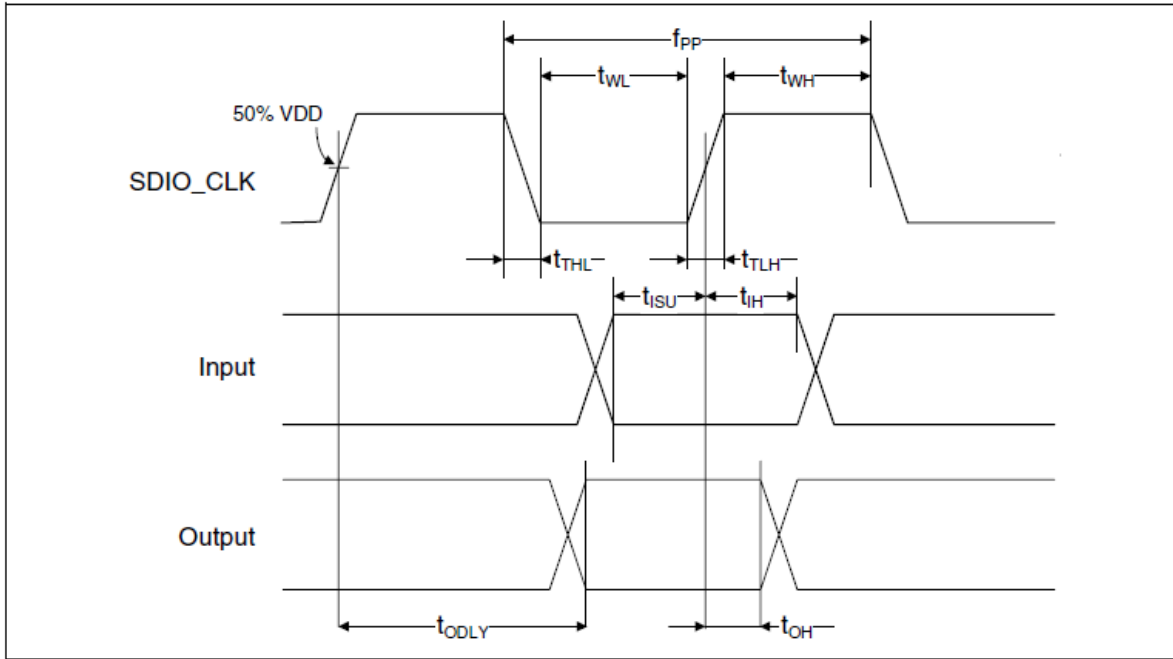 fPP
tWL tWH
50% VDD
SDIO_CLK
tTHL tTLH
tISU tIH
Input
Output
tODLY tOH